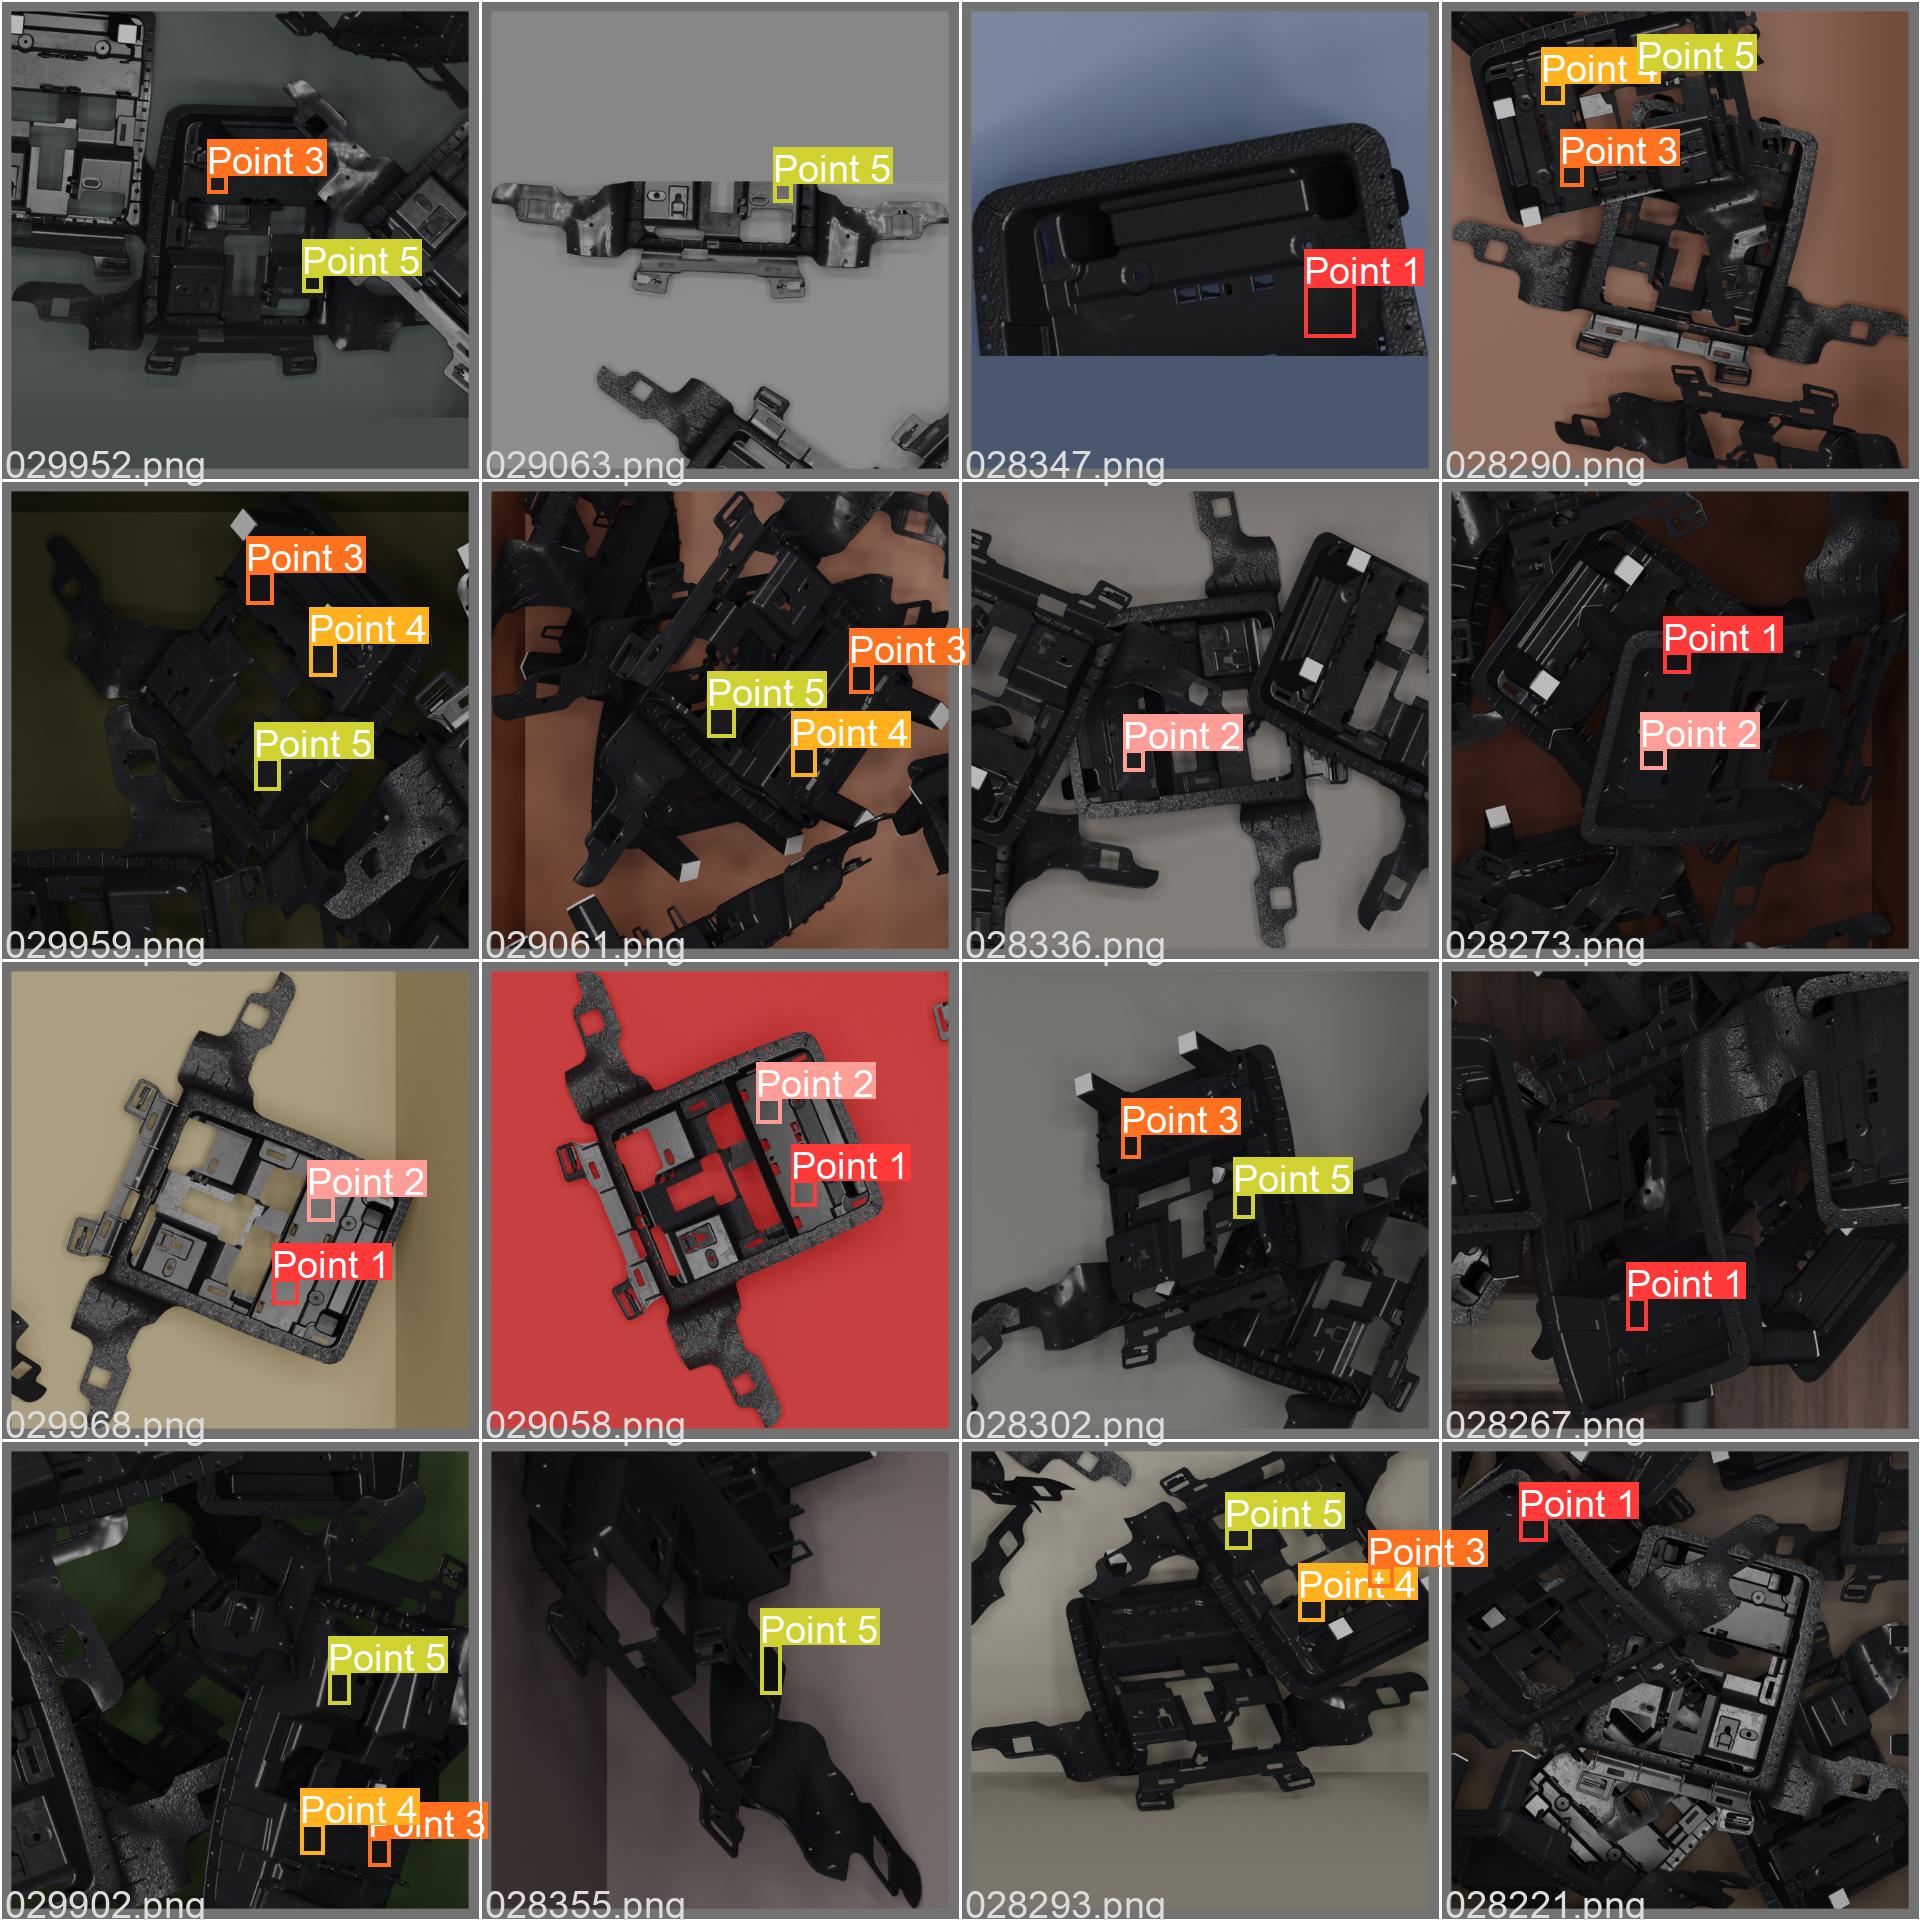 Point 3
Point 5
029952.png
Point 5
029063.png
Point 1
028347.png
Point 4
Point 5
Point 3
028290.png
Point 3
Point 4
Point 5
029959.png
Point 3
Point 5
Point 4
029061.png
Point 2
028336.png
Point 1
Point 2
028273.png
Point 2
Point 1
029968.png
Point 2
Point 1
029058.png
Point 3
Point 5
028302.png
Point 1
028267.png
Point 5
Point 4
Point 3
029902.png
Point 5
028355.png
Point 5
Point 3
Point 4
028293.png
Point 1
028221.png